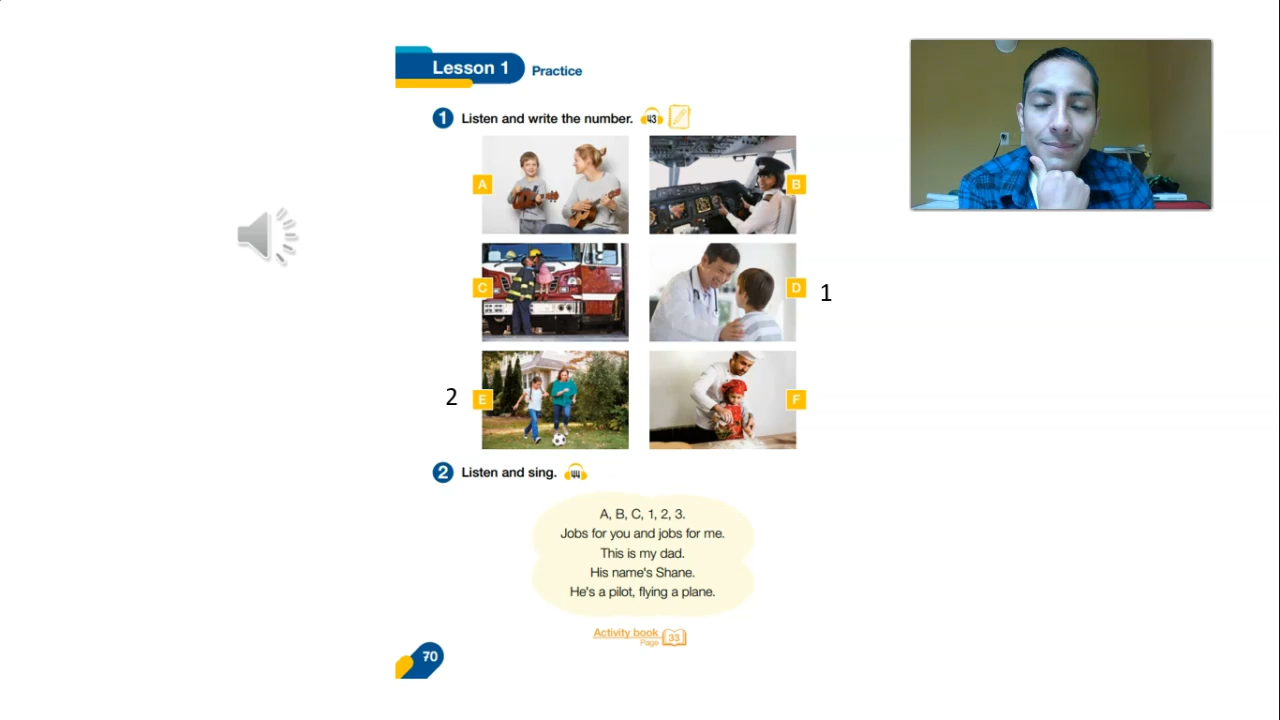 Lesson 1 Practice
1 Listen and write the number. 43
A
B
C
D 1
2 E
F
2 Listen and sing. 44
A, B, C, 1, 2, 3.
Jobs for you and jobs for me.
This is my dad.
His name's Shane.
He's a pilot, flying a plane.
Activity book
Page 33
70